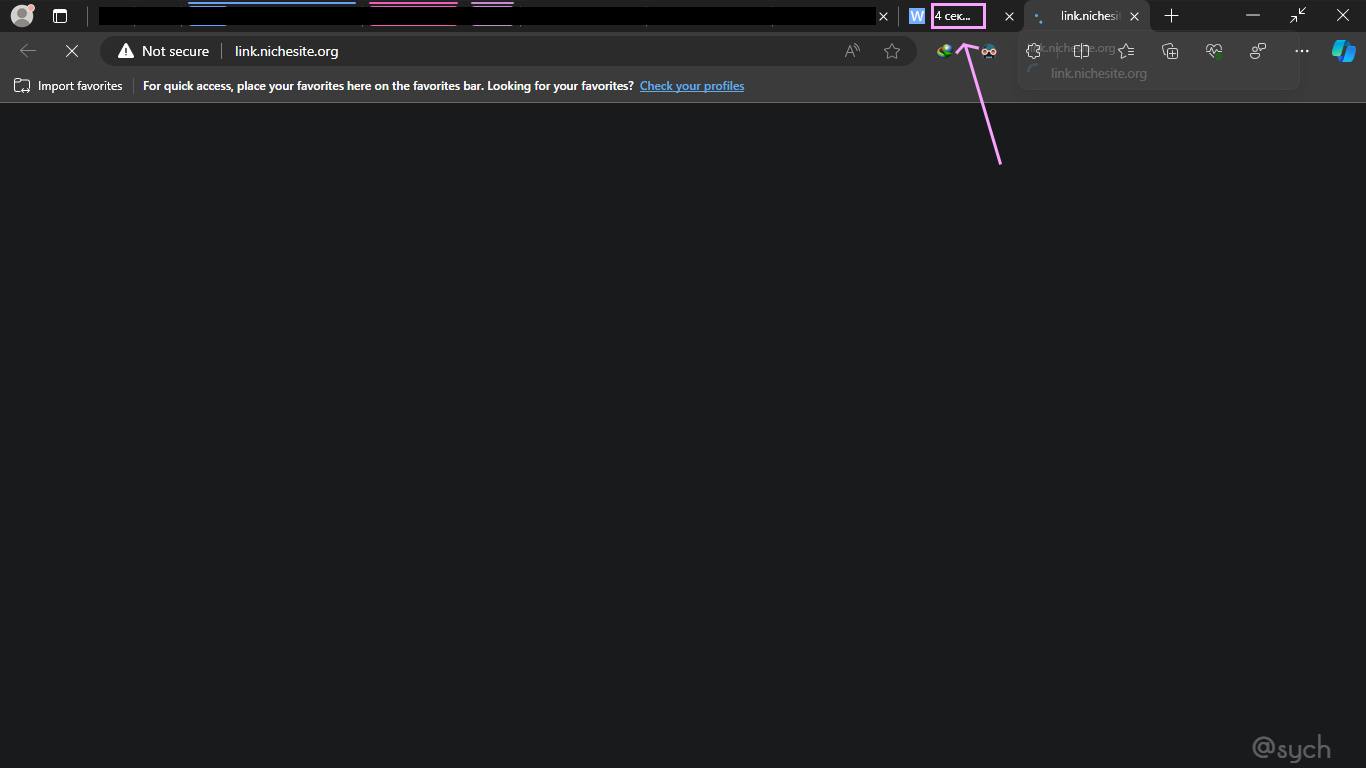 W 4 сек... link.nichesi
Not secure link.nichesite.org
link.nichesite.org
link.nichesite.org
Import favorites For quick access, place your favorites here on the favorites bar. Looking for your favorites? Check your profiles
@sych